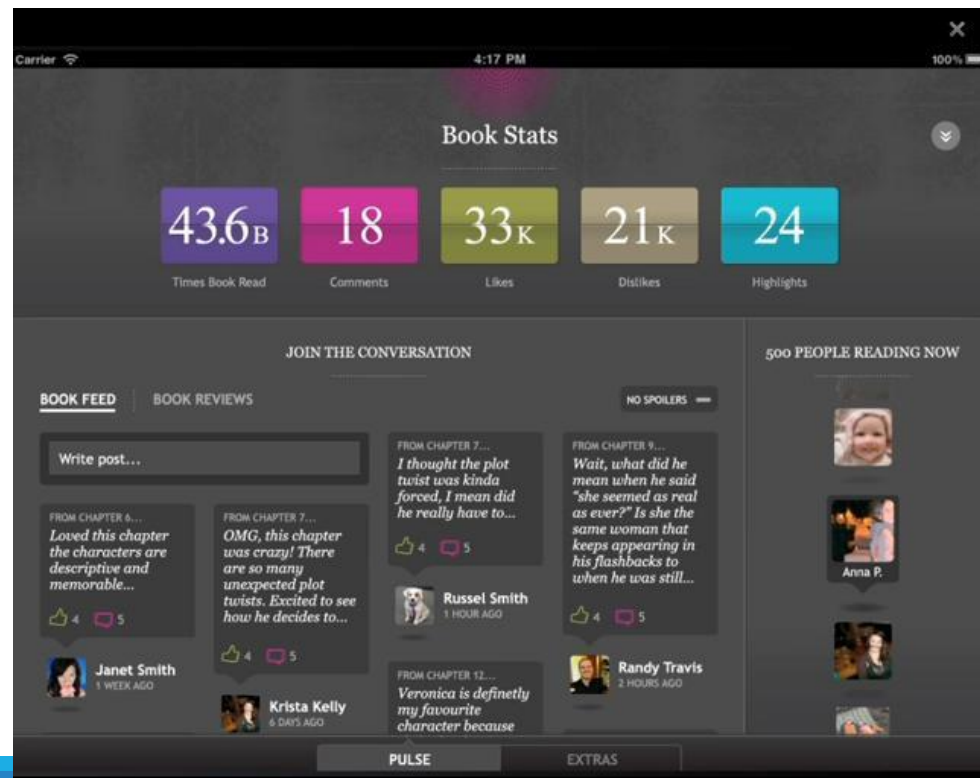 Carrier
4:17 PM
100%
Book Stats
43.6B
18
33K
21K
24
Times Book Read
Comments
Likes
Dislikes
Highlights
JOIN THE CONVERSATION
500 PEOPLE READING NOW
BOOK FEED
BOOK REVIEWS
NO SPOILERS
Write post...
FROM CHAPTER 6...
Loved this chapter
the characters are
descriptive and
memorable...
4
5
Janet Smith
1 WEEK AGO
FROM CHAPTER 7...
OMG, this chapter
was crazy! There
are so many
unexpected plot
twists. Excited to see
how he decides to...
4
5
Krista Kelly
6 DAYS AGO
FROM CHAPTER 7...
I thought the plot
twist was kinda
forced, I mean did
he really have to...
4
5
Russel Smith
1 HOUR AGO
FROM CHAPTER 12...
Veronica is definetly
my favourite
character because
FROM CHAPTER 9...
Wait, what did he
mean when he said
"she seemed as real
as ever?" Is she the
same woman that
keeps appearing in
his flashbacks to
when he was still...
4
5
Randy Travis
2 HOURS AGO
Anna P.
PULSE
EXTRAS